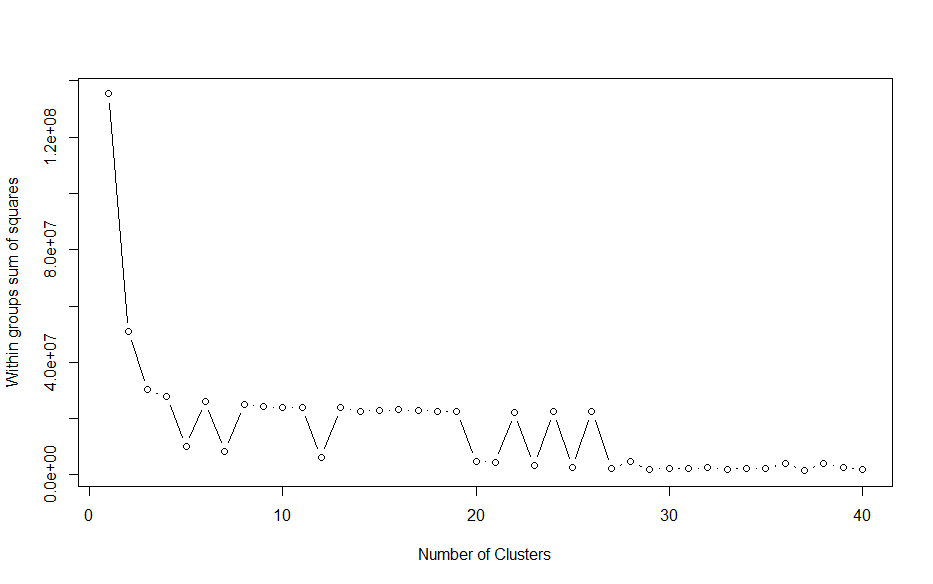 Within groups sum of squares
1.2e+08
8.0e+07
4.0e+07
0.0e+00
0 10 20 30 40
Number of Clusters